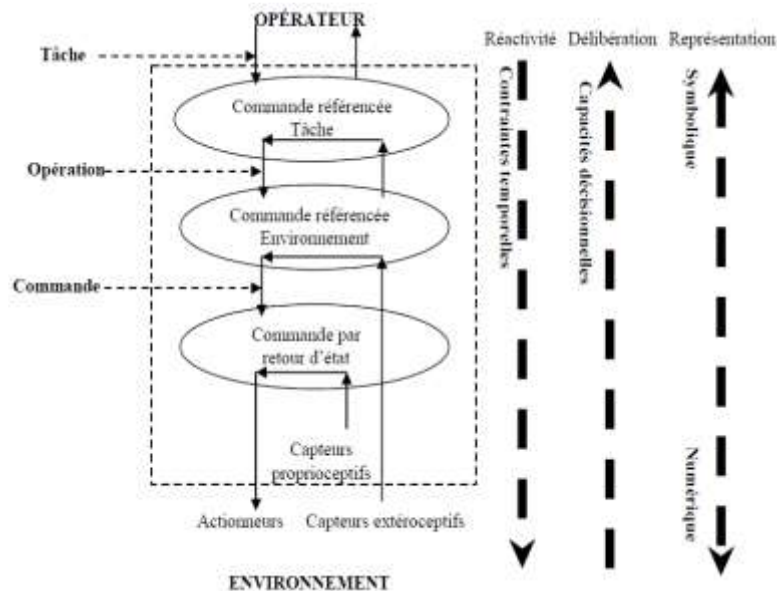 OPÉRATEUR
Réactivité Délibération Représentation
Tâche
Commande référencée
Tâche
Opération
Commande référencée
Environnement
Commande
Commande par
retour d'état
Capteurs
proprioceptifs
Actionneurs Capteurs extéroceptifs
ENVIRONNEMENT
Contraintes temporelles
Capacités décisionnelles
Symbolique
Numérique